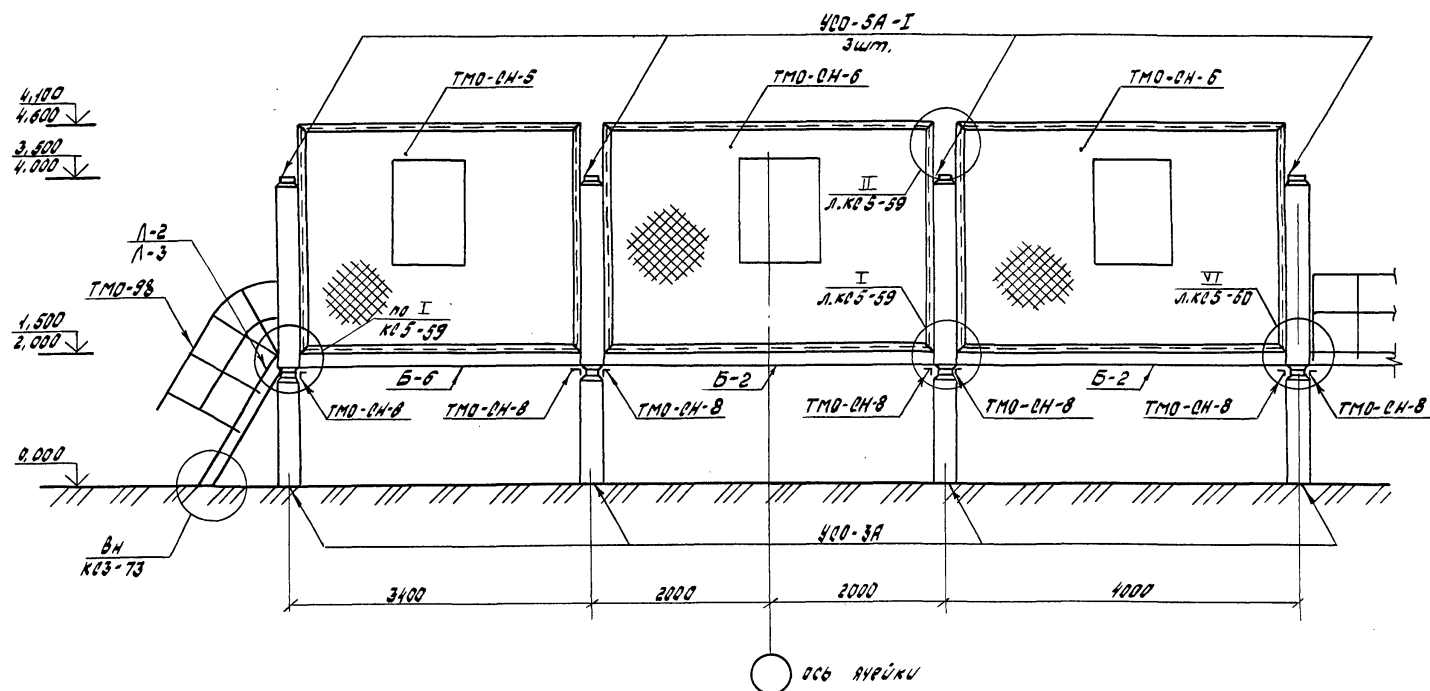 УСО-5А-I
3шт.
ТМО-СН-5
ТМО-СН-6
ТМО-СН-6
4,100
4,600
3,500
4,000
II
л.КС5-59
Л-2
Л-3
ТМО-98
по I
КС5-59
I
л.КС5-59
VI
л.КС5-60
1,500
2,000
Б-6
Б-2
Б-2
ТМО-СН-8
ТМО-СН-8
ТМО-СН-8
ТМО-СН-8
ТМО-СН-8
ТМО-СН-8
ТМО-СН-8
0,000
ВН
КС3-73
УСО-3А
3400
2000
2000
4000
ось ячейки